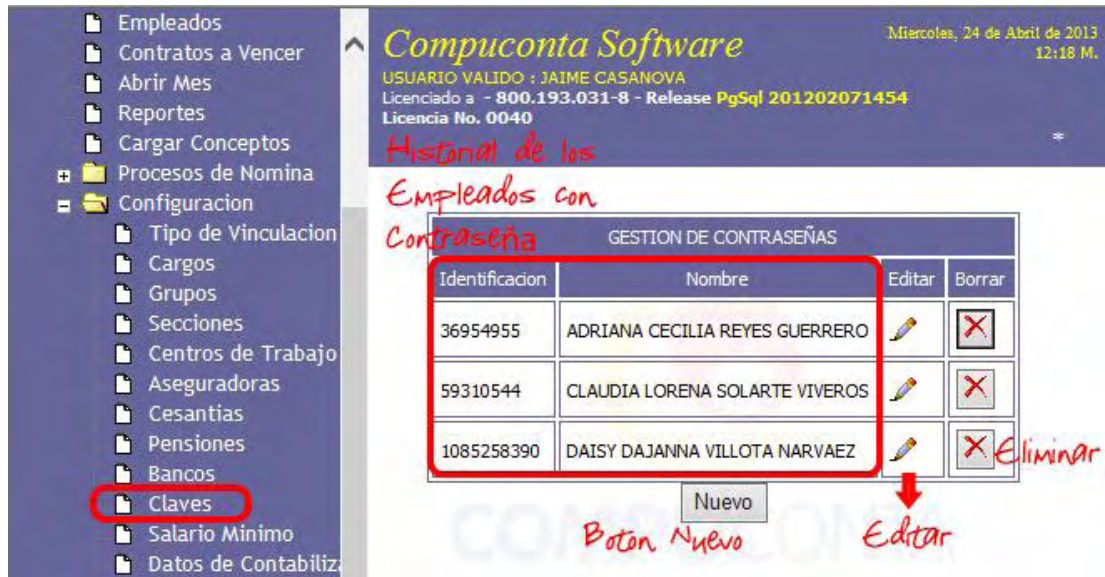 Empleados
Contratos a Vencer
Abrir Mes
Reportes
Cargar Conceptos
Procesos de Nomina
Configuracion
Tipo de Vinculacion
Cargos
Grupos
Secciones
Centros de Trabajo
Aseguradoras
Cesantias
Pensiones
Bancos
Claves
Salario Minimo
Datos de Contabiliz
Compuconta Software
Miercoles, 24 de Abril de 2013
12:18 M.
USUARIO VALIDO : JAIME CASANOVA
Licenciado a - 800.193.031-8 - Release PgSql 201202071454
Licencia No. 0040
*
Historial de los
Empleados con
Contraseña
GESTION DE CONTRASEÑAS
Identificacion Nombre Editar Borrar
36954955 ADRIANA CECILIA REYES GUERRERO
59310544 CLAUDIA LORENA SOLARTE VIVEROS
1085258390 DAISY DAJANNA VILLOTA NARVAEZ
Eliminar
Nuevo
Boton Nuevo
Editar
COMPUCONTA